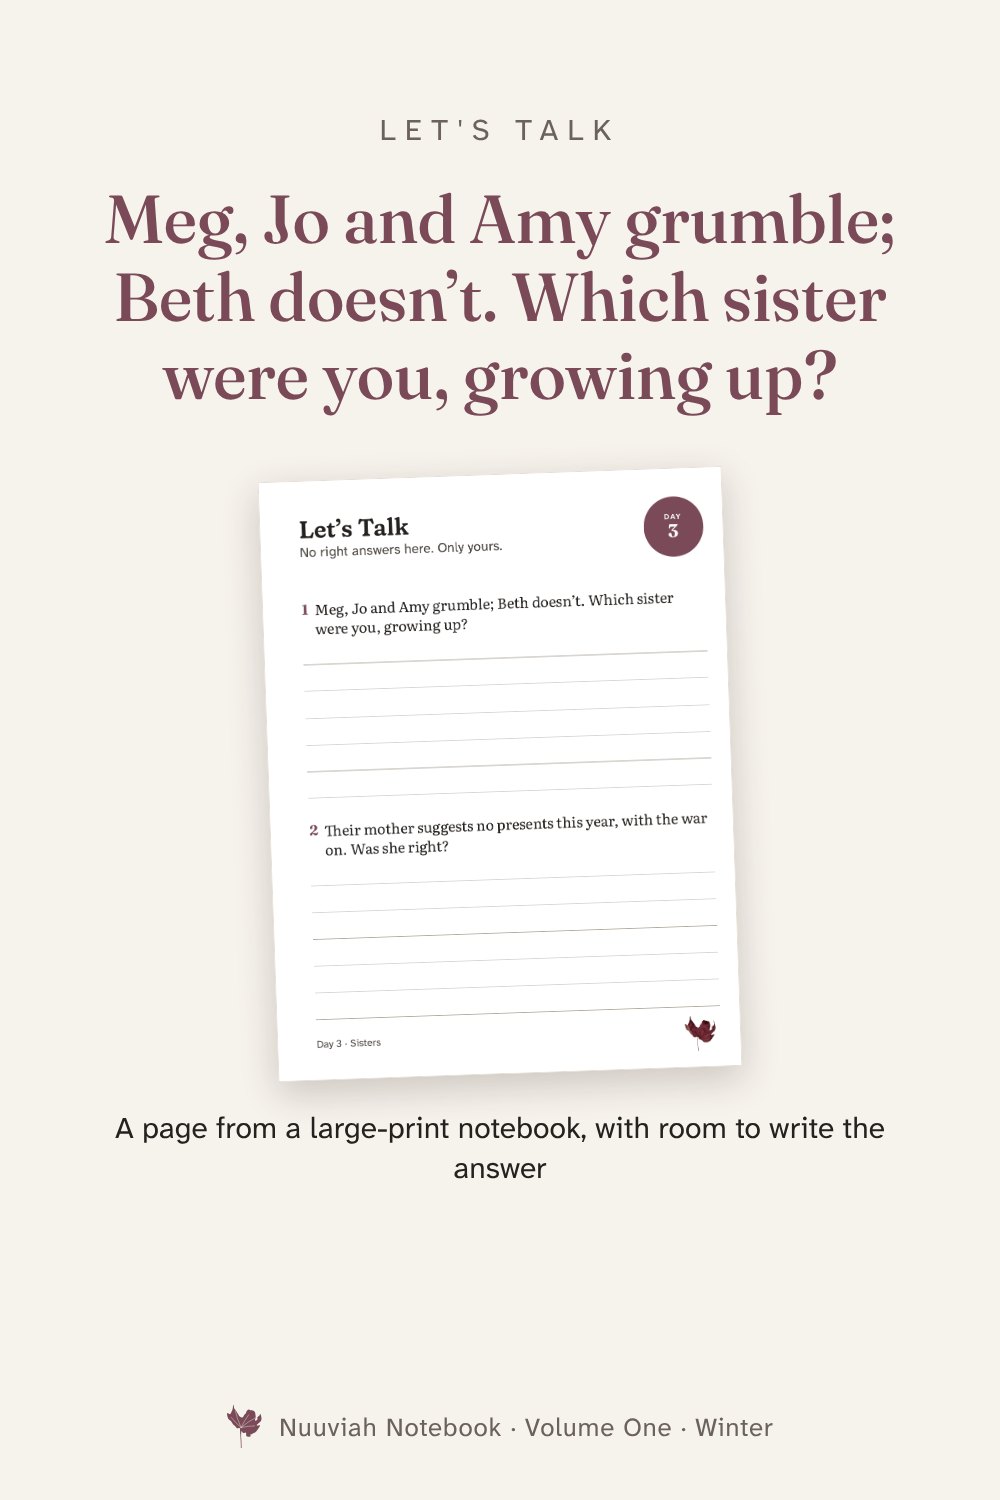 LET'S TALK
Meg, Jo and Amy grumble;
Beth doesn’t. Which sister
were you, growing up?
Let’s Talk
No right answers here. Only yours.
DAY
3
1 Meg, Jo and Amy grumble; Beth doesn’t. Which sister
were you, growing up?
2 Their mother suggests no presents this year, with the war
on. Was she right?
Day 3 · Sisters
A page from a large-print notebook, with room to write the
answer
Nuuviah Notebook · Volume One · Winter